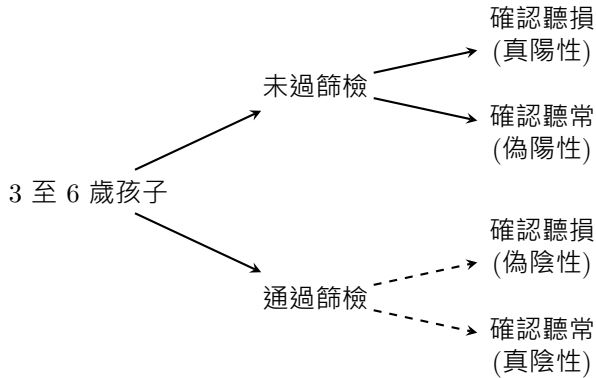 確認聽損
(真陽性)
未過篩檢
確認聽常
(偽陽性)
3 至 6 歲孩子
確認聽損
(偽陰性)
通過篩檢
確認聽常
(真陰性)